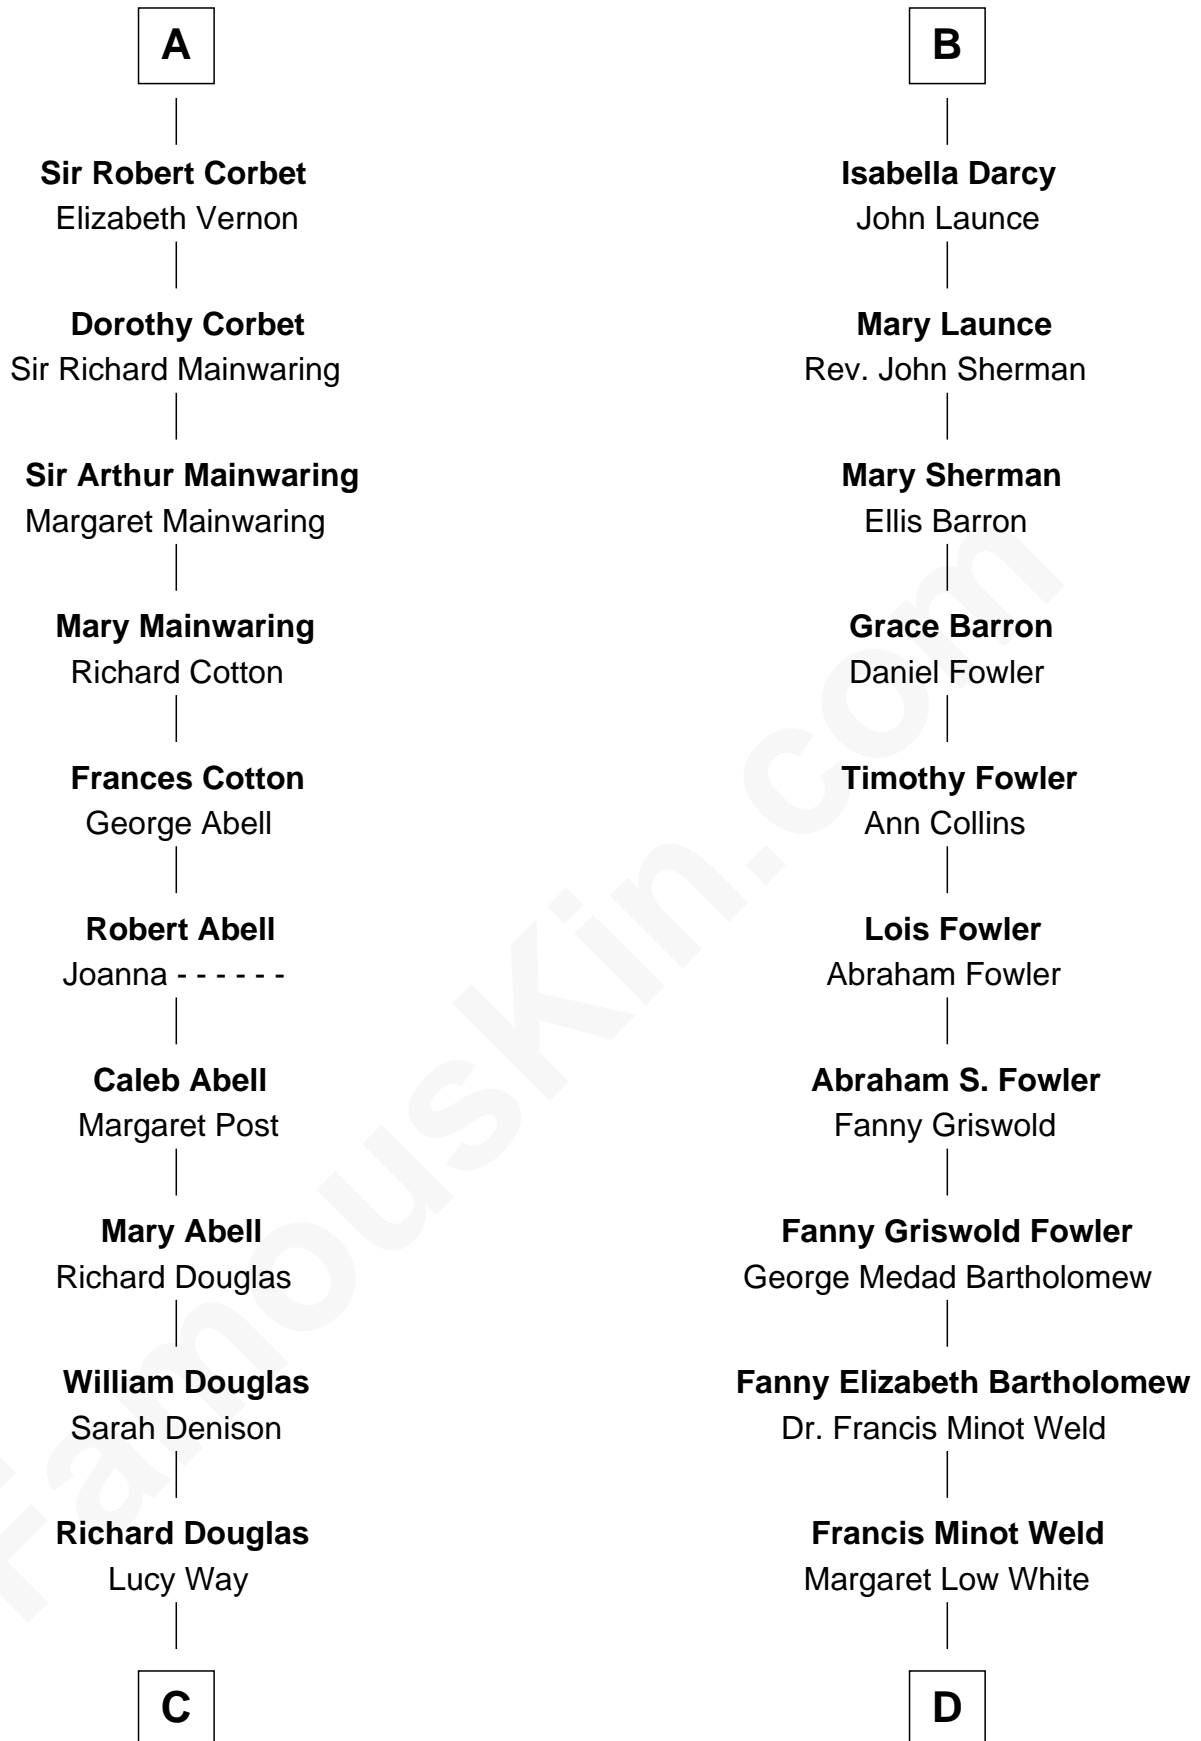 A
Sir Robert Corbet
Elizabeth Vernon
Dorothy Corbet
Sir Richard Mainwaring
Sir Arthur Mainwaring
Margaret Mainwaring
Mary Mainwaring
Richard Cotton
Frances Cotton
George Abell
Robert Abell
Joanna - - - - - -
Caleb Abell
Margaret Post
Mary Abell
Richard Douglas
William Douglas
Sarah Denison
Richard Douglas
Lucy Way
C
B
Isabella Darcy
John Launce
Mary Launce
Rev. John Sherman
Mary Sherman
Ellis Barron
Grace Barron
Daniel Fowler
Timothy Fowler
Ann Collins
Lois Fowler
Abraham Fowler
Abraham S. Fowler
Fanny Griswold
Fanny Griswold Fowler
George Medad Bartholomew
Fanny Elizabeth Bartholomew
Dr. Francis Minot Weld
Francis Minot Weld
Margaret Low White
D
FamousKin.com